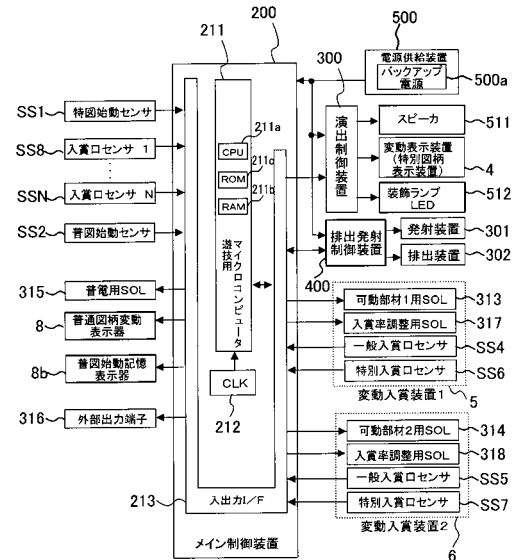 200
211
500
電源供給装置
バックアップ
電源
500a
300
演出制御装置
スピーカ
511
変動表示装置
(特別図柄
表示装置)
4
装飾ランプ
LED
512
排出発射
制御装置
400
発射装置
301
排出装置
302
SS1
特図始動センサ
SS8
入賞口センサ 1
SSN
入賞口センサ N
SS2
普図始動センサ
315
普電用SOL
8
普通図柄変動
表示器
8b
普図始動記憶
表示器
316
外部出力端子
CPU
211a
ROM
211c
RAM
211b
遊技用
マイクロコンピュータ
CLK
212
213
入出力I/F
メイン制御装置
可動部材1用SOL
313
入賞率調整用SOL
317
一般入賞口センサ
SS4
特別入賞口センサ
SS6
変動入賞装置1
5
可動部材2用SOL
314
入賞率調整用SOL
318
一般入賞口センサ
SS5
特別入賞口センサ
SS7
変動入賞装置2
6